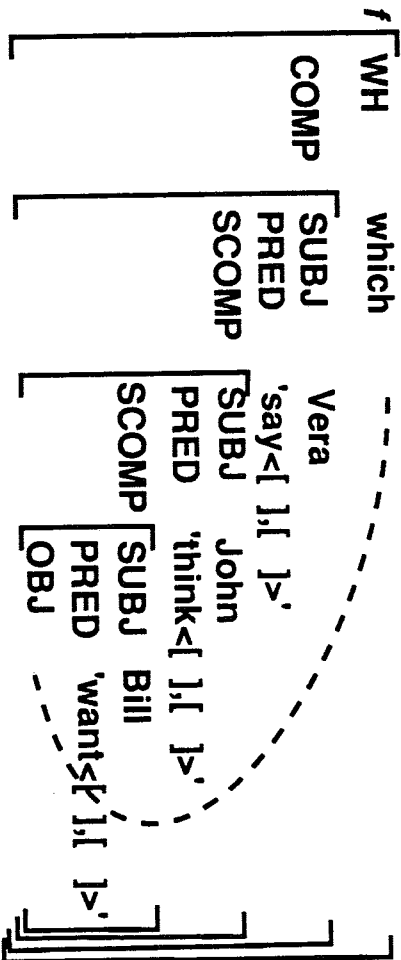 f WH which
COMP SUBJ Vera
PRED 'say<[ ],[ ]>'
SCOMP SUBJ John
PRED 'think<[ ],[ ]>'
SCOMP SUBJ Bill
PRED 'want<[ ],[ ]>'
OBJ